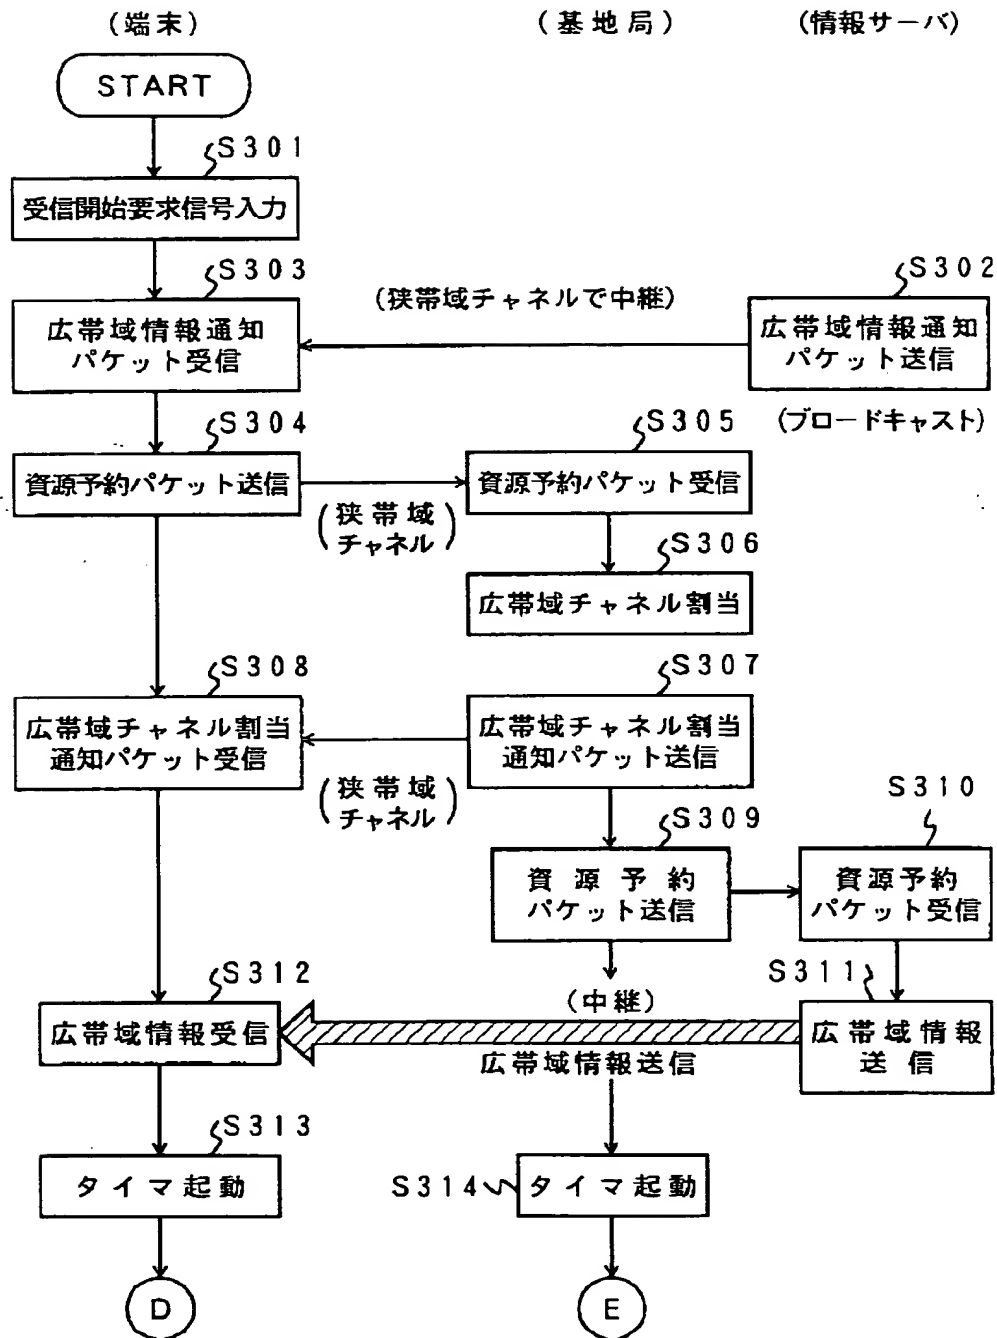 (端末)
(基地局)
(情報サーバ)
START
S301
受信開始要求信号入力
S303
S302
(狭帯域チャネルで中継)
広帯域情報通知
パケット受信
広帯域情報通知
パケット送信
(ブロードキャスト)
S304
S305
資源予約パケット送信
資源予約パケット受信
(狭帯域
チャネル)
S306
広帯域チャネル割当
S308
S307
広帯域チャネル割当
通知パケット受信
広帯域チャネル割当
通知パケット送信
(狭帯域
チャネル)
S309
S310
資源予約
パケット送信
資源予約
パケット受信
S312
S311
(中継)
広帯域情報受信
広帯域情報
送信
広帯域情報送信
S313
タイマ起動
S314
タイマ起動
D
E